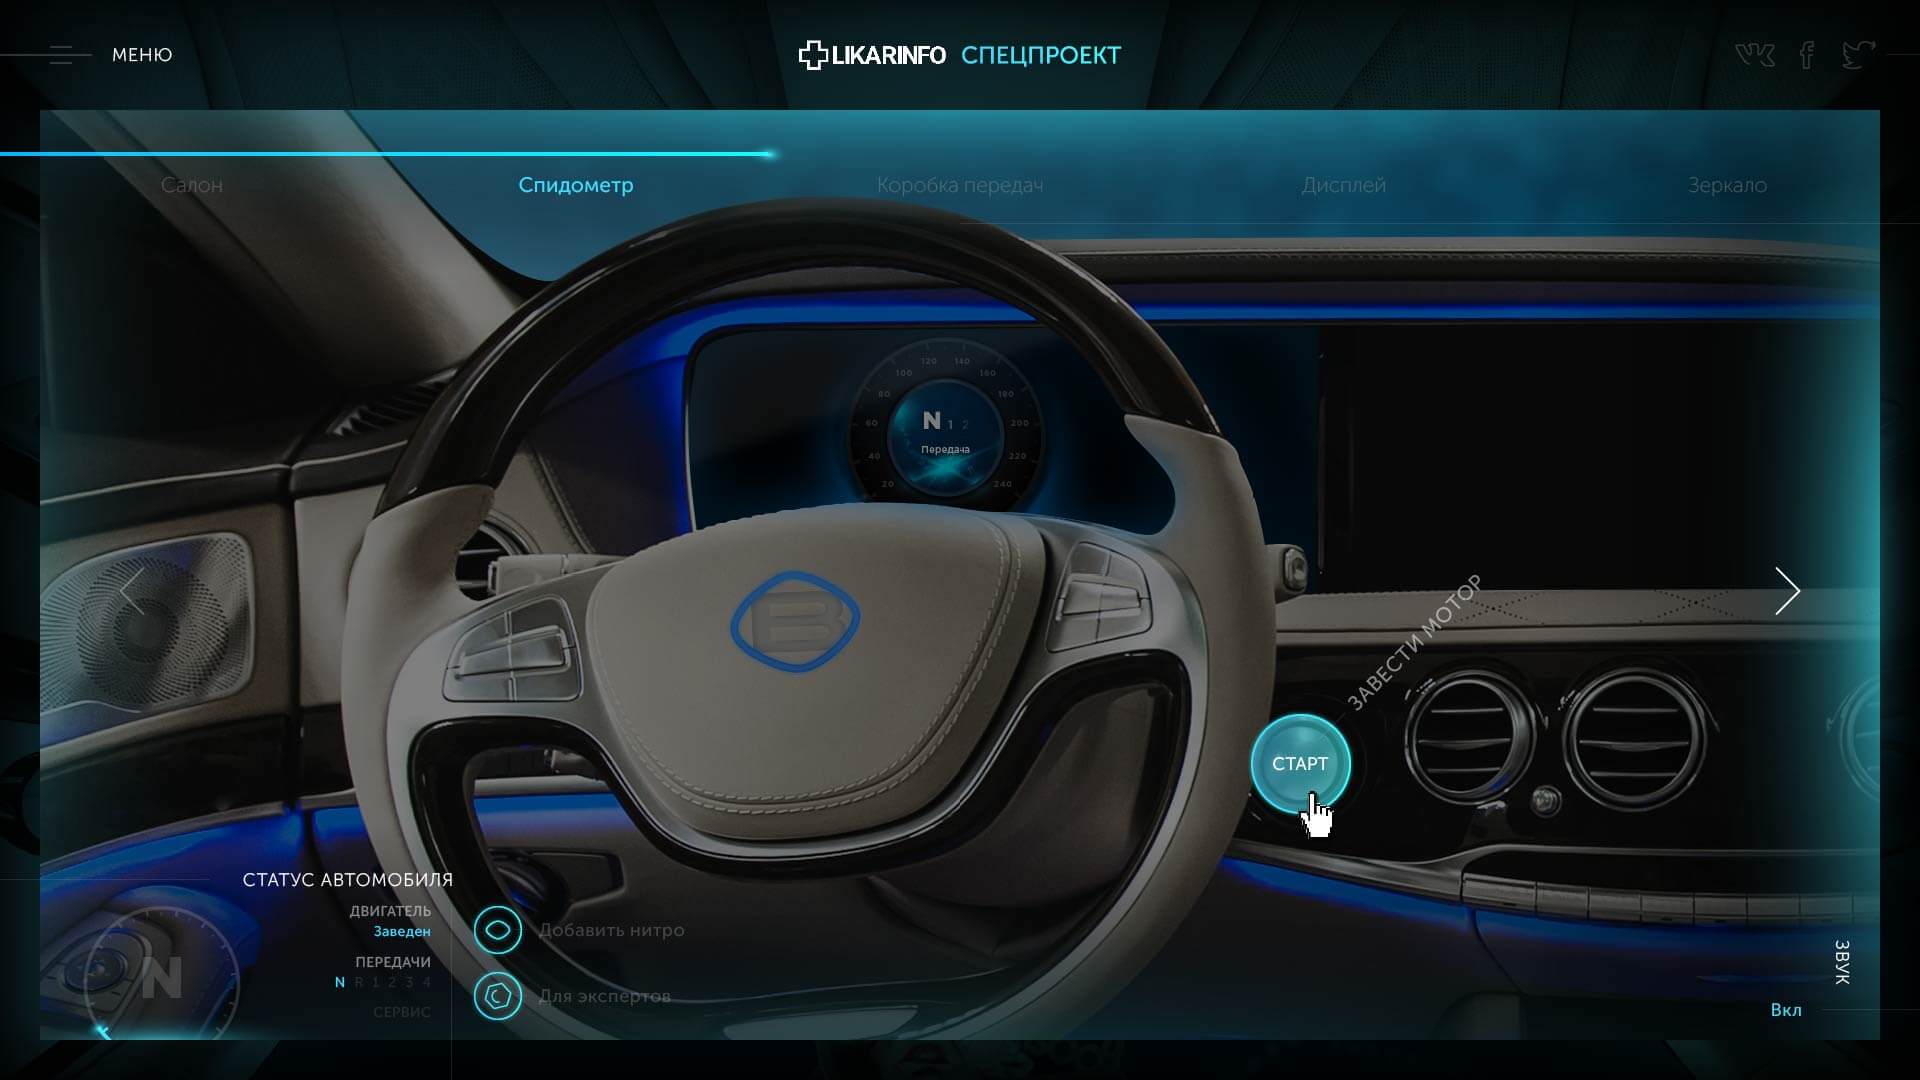 МЕНЮ
LIKARINFO СПЕЦПРОЕКТ
Салон
Спидометр
Коробка передач
Дисплей
Зеркало
120 140
100 160
80 180
60 200
40 220
20 240
N 1 2
Передача
ЗАВЕСТИ МОТОР
СТАРТ
СТАТУС АВТОМОБИЛЯ
ДВИГАТЕЛЬ
Заведен
ПЕРЕДАЧИ
N R 1 2 3 4
СЕРВИС
N
Добавить нитро
Для экспертов
ЗВУК
Вкл